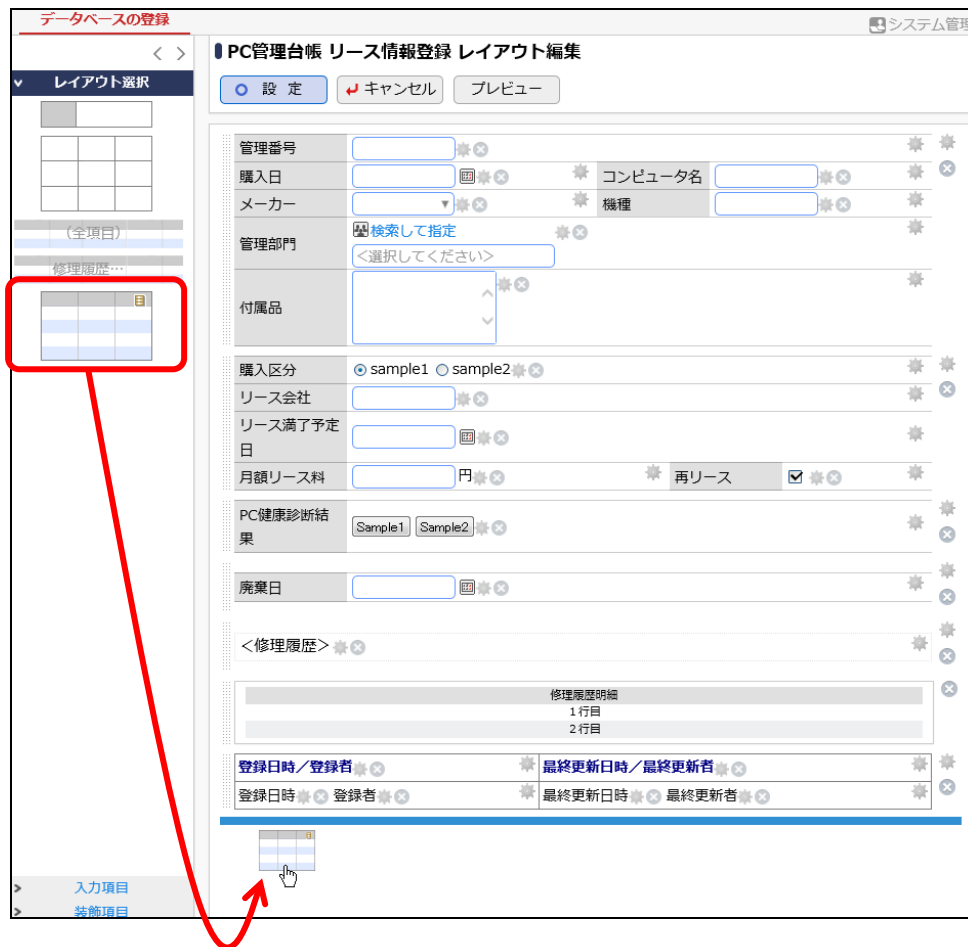 データベースの登録
システム管理
レイアウト選択
(全項目)
修理履歴…
入力項目
装飾項目
PC管理台帳 リース情報登録 レイアウト編集
設 定 キャンセル プレビュー
管理番号
購入日 コンピュータ名
メーカー 機種
管理部門 検索して指定
<選択してください>
付属品
購入区分 sample1 sample2
リース会社
リース満了予定
日
月額リース料 円 再リース
PC健康診断結
果 Sample1 Sample2
廃棄日
<修理履歴>
修理履歴明細
1行目
2行目
登録日時／登録者 最終更新日時／最終更新者
登録日時 登録者 最終更新日時 最終更新者